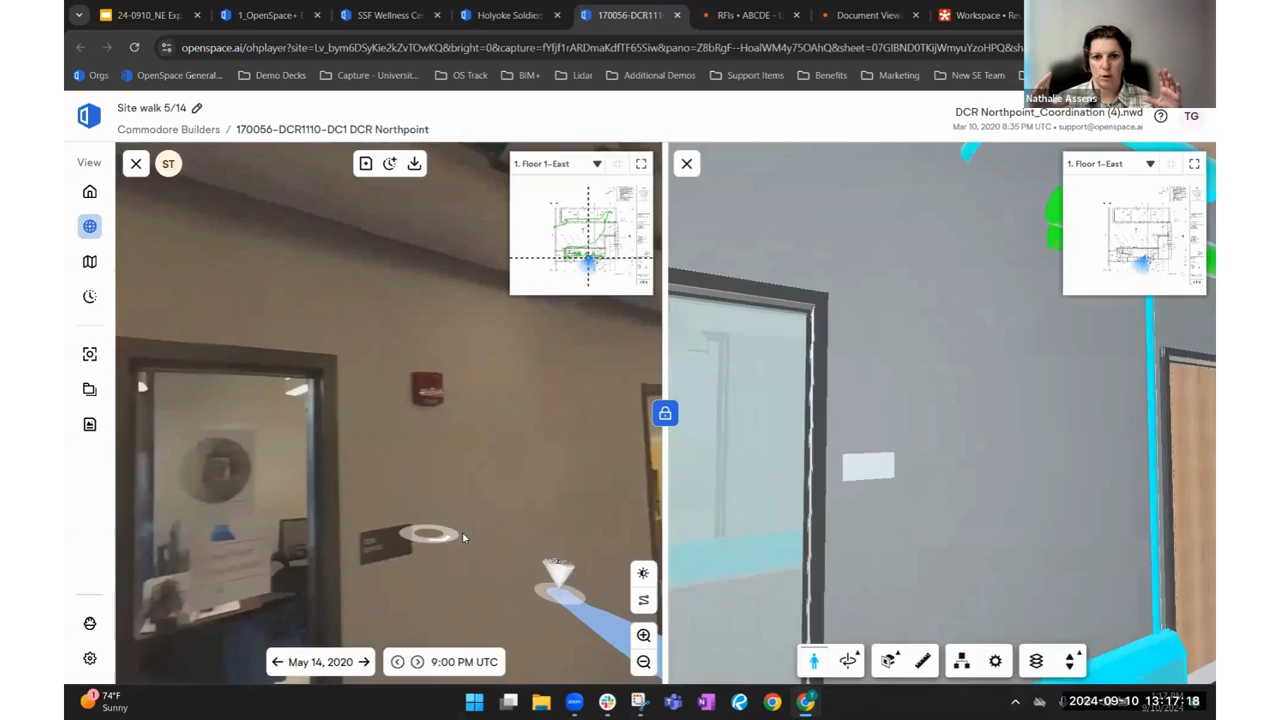 24-0910_NE Exp
1_OpenSpace+
SSF Wellness Ce
Holyoke Soldiers
170056-DCR111
RFIs • ABCDE -
Document View
Workspace • Re
openspace.ai/ohplayer?site=Lv_bym6DSyKie2kZvTOwKQ&bright=0&capture=fYfjf1rARDmaKdfTF65Siw&pano=Z8bRgF--HoalWM4y75OAhQ&sheet=07GIBND0TKijWmyuYzoHPQ&sh
Orgs
OpenSpace General...
Demo Decks
Capture - Universit...
OS Track
BIM+
Lidar
Additional Demos
Support Items
Benefits
Marketing
New SE Team
Nathalie Assens
Site walk 5/14
Commodore Builders / 170056-DCR1110-DC1 DCR Northpoint
DCR Northpoint_Coordination (4).nwd
Mar 10, 2020 8:35 PM UTC • support@openspace.ai
TG
View
ST
1. Floor 1-East
1. Floor 1-East
May 14, 2020
9:00 PM UTC
1
74°F
Sunny
2024-09-10 13:17:18